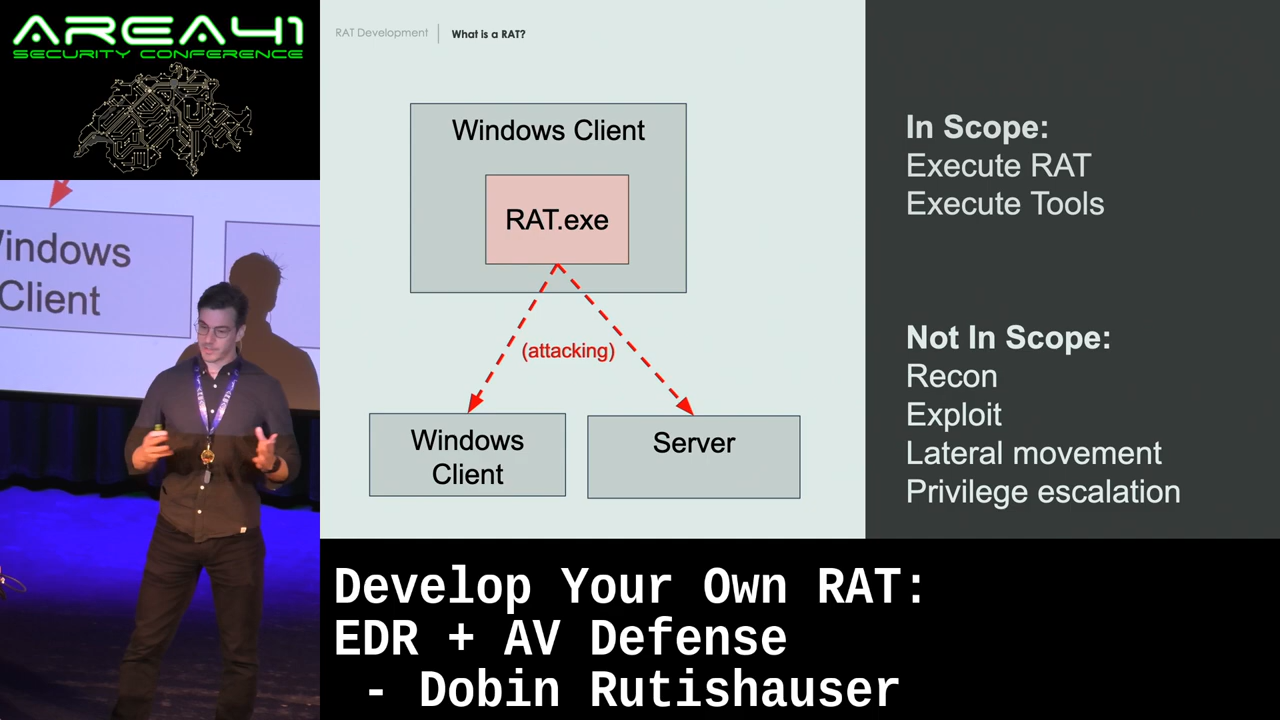 AREA41
SECURITY CONFERENCE
RAT Development
What is a RAT?
Windows Client
RAT.exe
(attacking)
Windows
Client
Server
In Scope:
Execute RAT
Execute Tools
Not In Scope:
Recon
Exploit
Lateral movement
Privilege escalation
Windows
Client
Develop Your Own RAT:
EDR + AV Defense
- Dobin Rutishauser